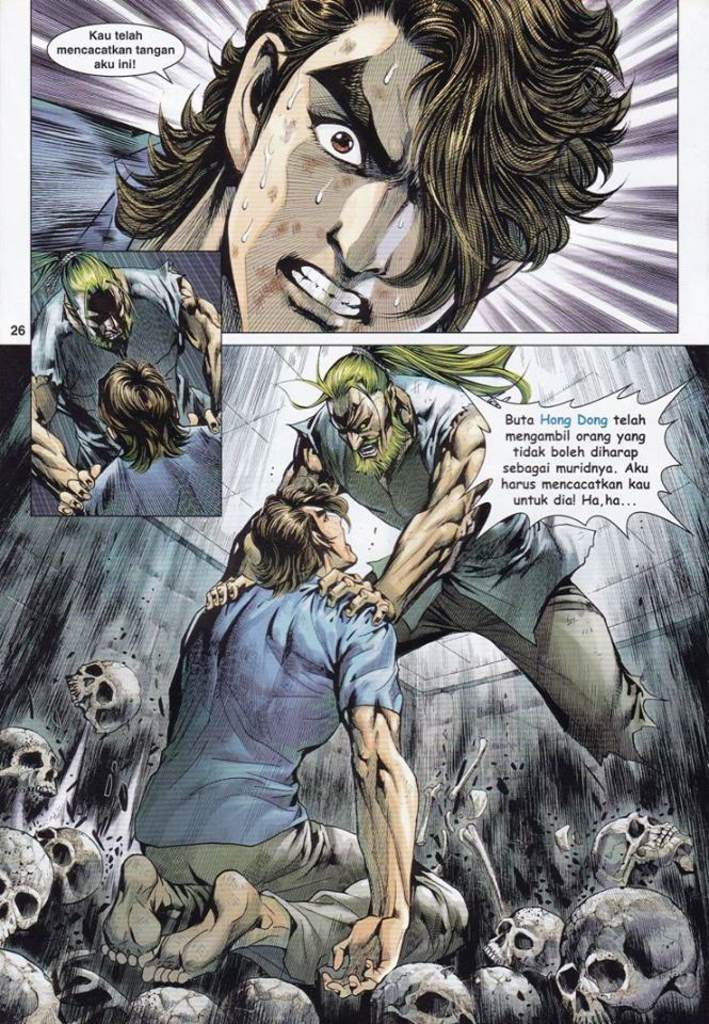 Kau telah
mencacatkan tangan
aku ini!
26
Buta Hong Dong telah
mengambil orang yang
tidak boleh diharap
sebagai muridnya. Aku
harus mencacatkan kau
untuk dia! Ha,ha...